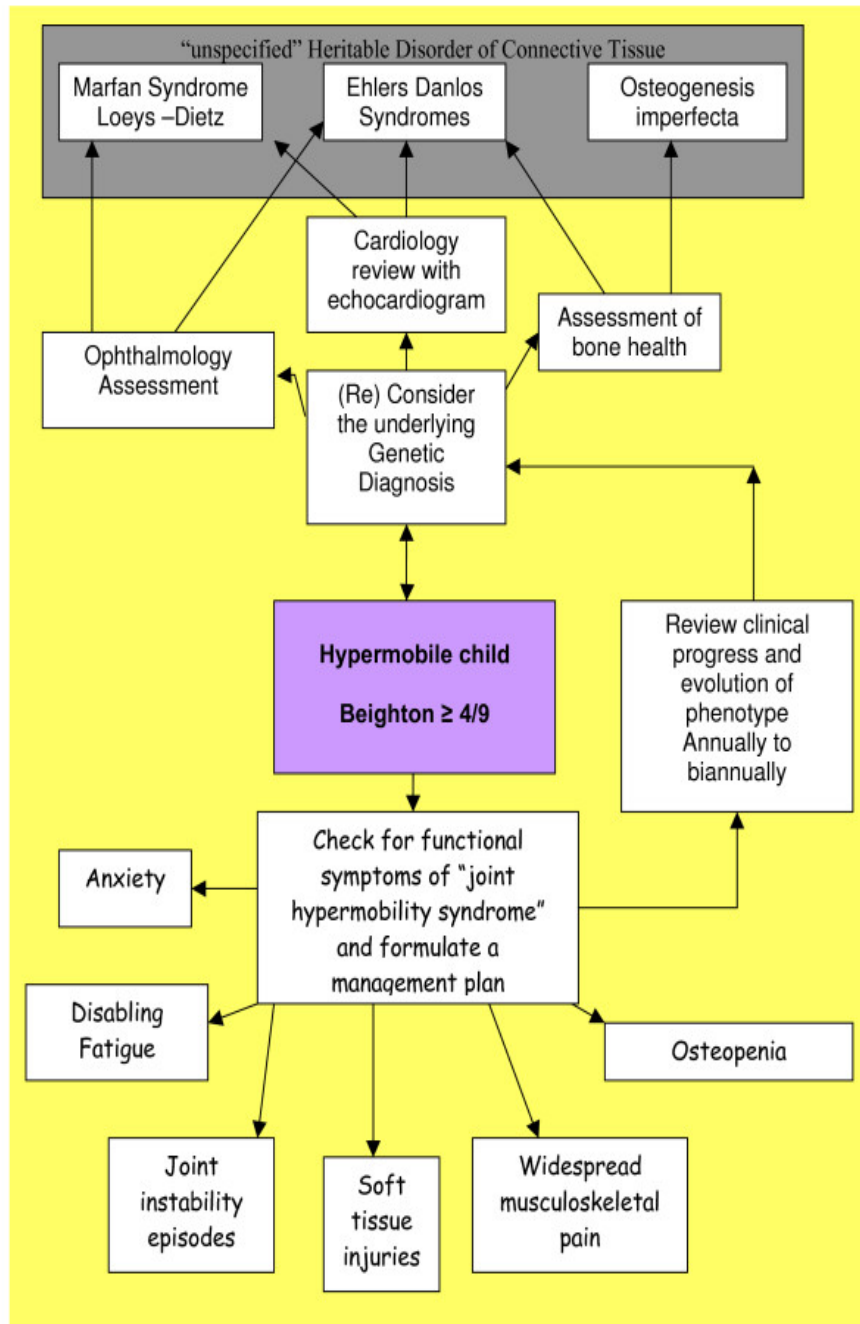 “unspecified” Heritable Disorder of Connective Tissue
Marfan Syndrome
Loeys –Dietz
Ehlers Danlos
Syndromes
Osteogenesis
imperfecta
Cardiology
review with
echocardiogram
Assessment of
bone health
Ophthalmology
Assessment
(Re) Consider
the underlying
Genetic
Diagnosis
Hypermobile child
Beighton ≥ 4/9
Review clinical
progress and
evolution of
phenotype
Annually to
biannually
Check for functional
symptoms of “joint
hypermobility syndrome”
and formulate a
management plan
Anxiety
Disabling
Fatigue
Osteopenia
Joint
instability
episodes
Soft
tissue
injuries
Widespread
musculoskeletal
pain